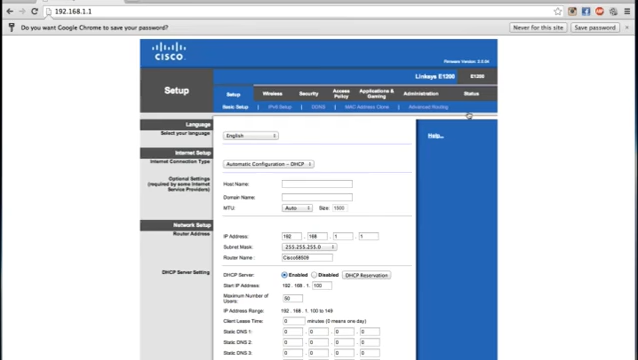 192.168.1.1
Do you want Google Chrome to save your password? Never for this site Save password
CISCO
Firmware Version: 2.0.04
Linksys E1200 E1200
Setup
Setup Wireless Security Access Policy Applications & Gaming Administration Status
Basic Setup IPv6 Setup DDNS MAC Address Clone Advanced Routing
Language
Select your language English
Help...
Internet Setup
Internet Connection Type Automatic Configuration - DHCP
Optional Settings
(required by some Internet
Service Providers)
Host Name:
Domain Name:
MTU: Auto Size: 1500
Network Setup
Router Address
IP Address: 192 . 168 . 1 . 1
Subnet Mask: 255.255.255.0
Router Name: Cisco58509
DHCP Server Setting DHCP Server: Enabled Disabled DHCP Reservation
Start IP Address: 192 . 168 . 1. 100
Maximum Number of
Users: 50
IP Address Range: 192 . 168 . 1. 100 to 149
Client Lease Time: 0 minutes (0 means one day)
Static DNS 1: 0 . 0 . 0 . 0
Static DNS 2: 0 . 0 . 0 . 0
Static DNS 3: 0 . 0 . 0 . 0